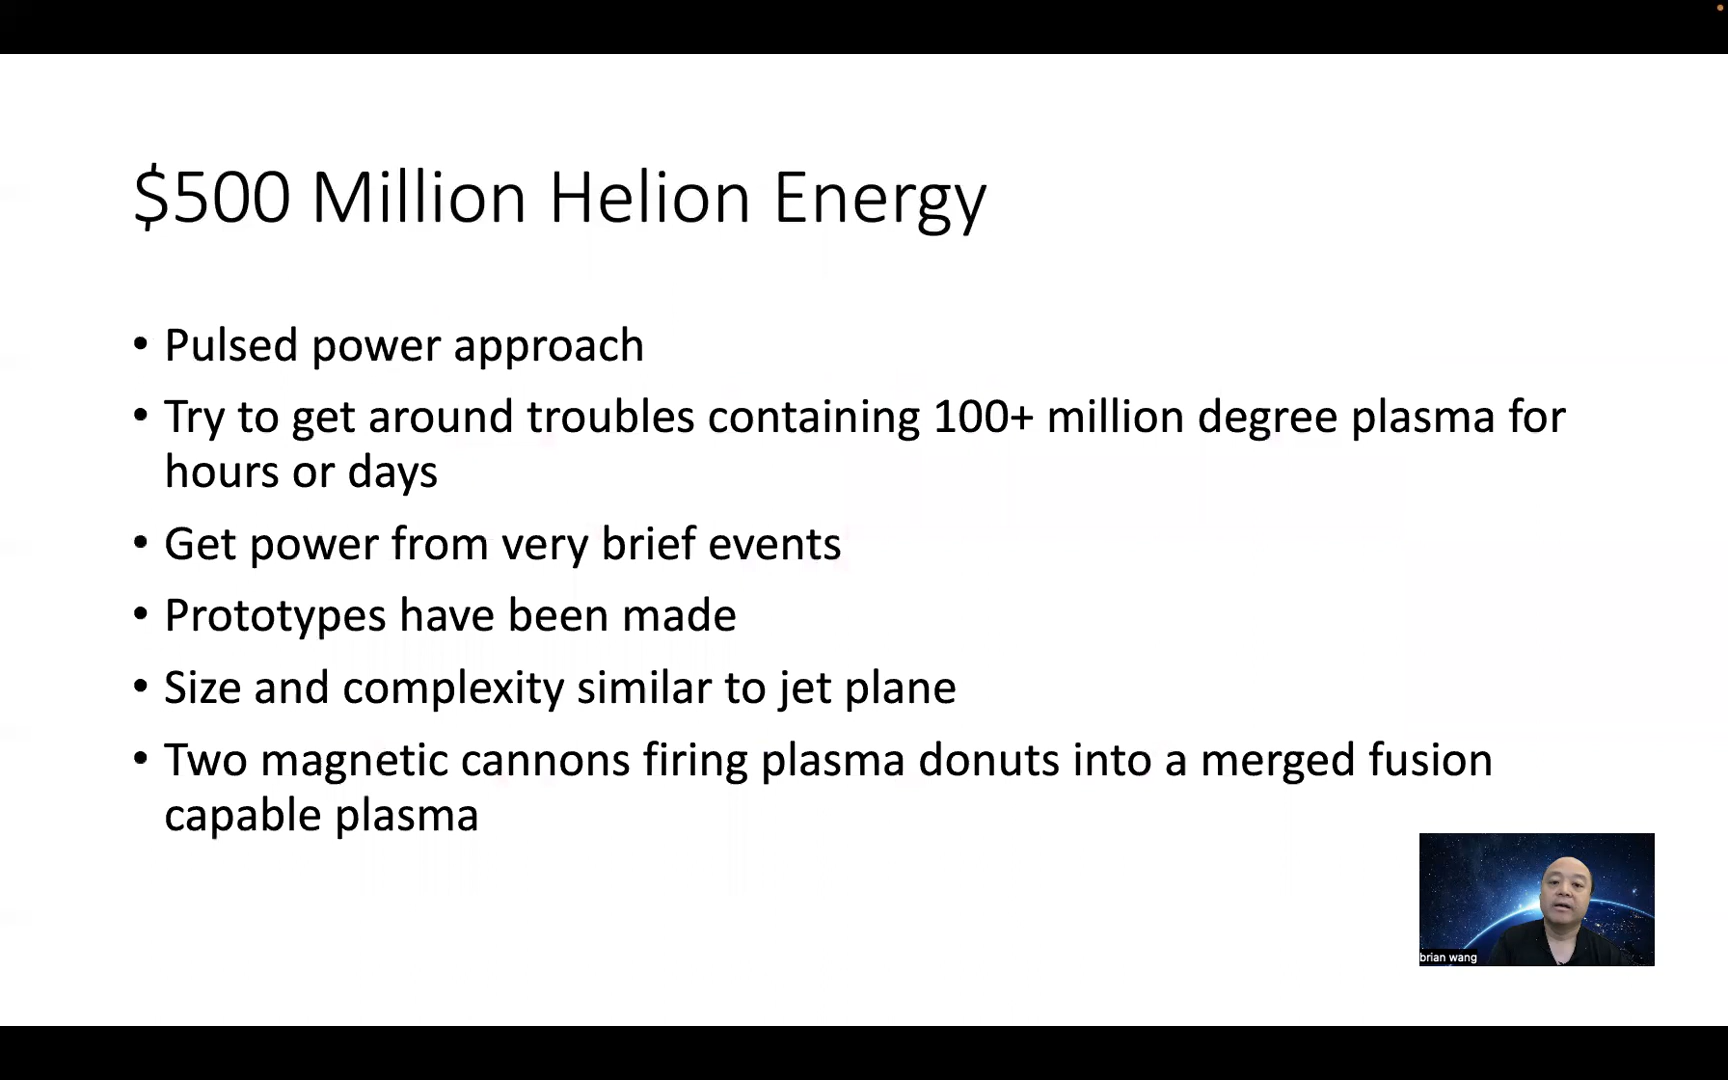 $500 Million Helion Energy
• Pulsed power approach
• Try to get around troubles containing 100+ million degree plasma for
hours or days
• Get power from very brief events
• Prototypes have been made
• Size and complexity similar to jet plane
• Two magnetic cannons firing plasma donuts into a merged fusion
capable plasma
brian wang